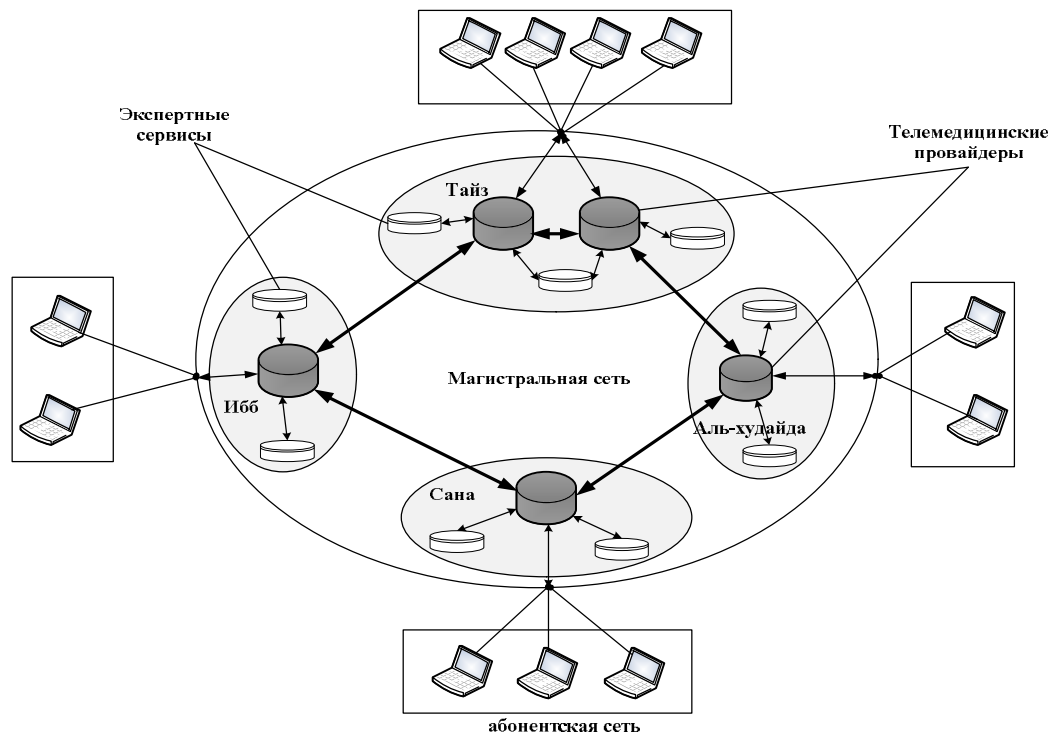 Экспертные
сервисы
Телемедицинские
провайдеры
Тайз
Магистральная сеть
Ибб
Аль-худайда
Сана
абонентская сеть